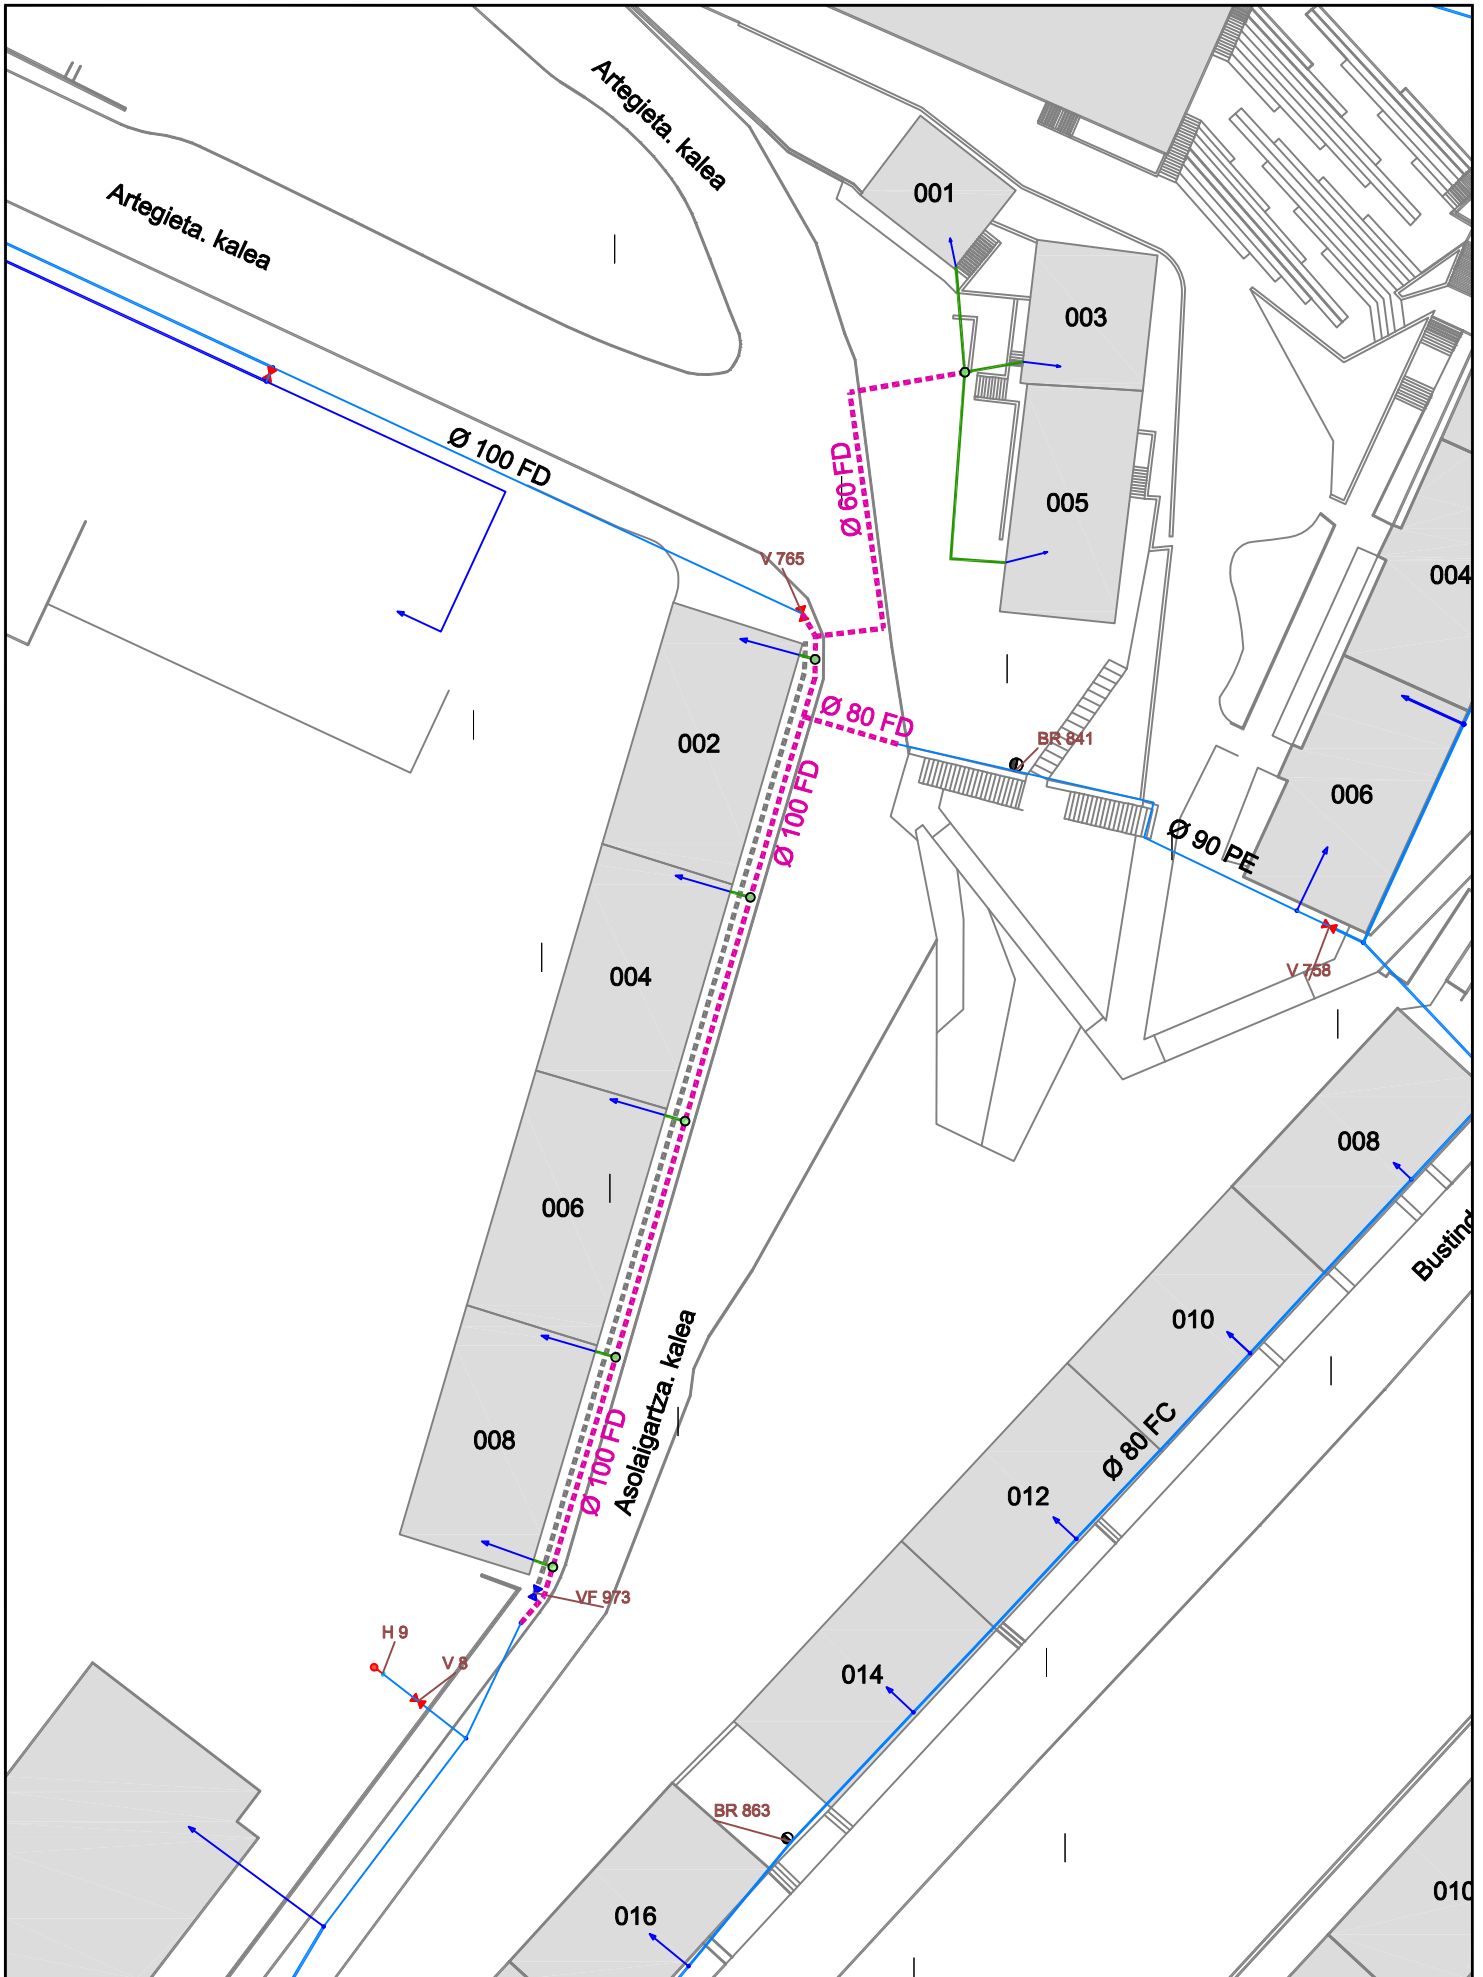 Artegieta. kalea
Artegieta. kalea
001
003
Ø 100 FD
Ø 60 FD
005
V 765
004
Ø 80 FD
002
BR 841
006
Ø 100 FD
Ø 90 PE
004
V 758
008
006
Bustind
010
Asolaigartza. kalea
Ø 80 FC
008
Ø 100 FD
012
VF 973
H 9
V 8
014
BR 863
016
010